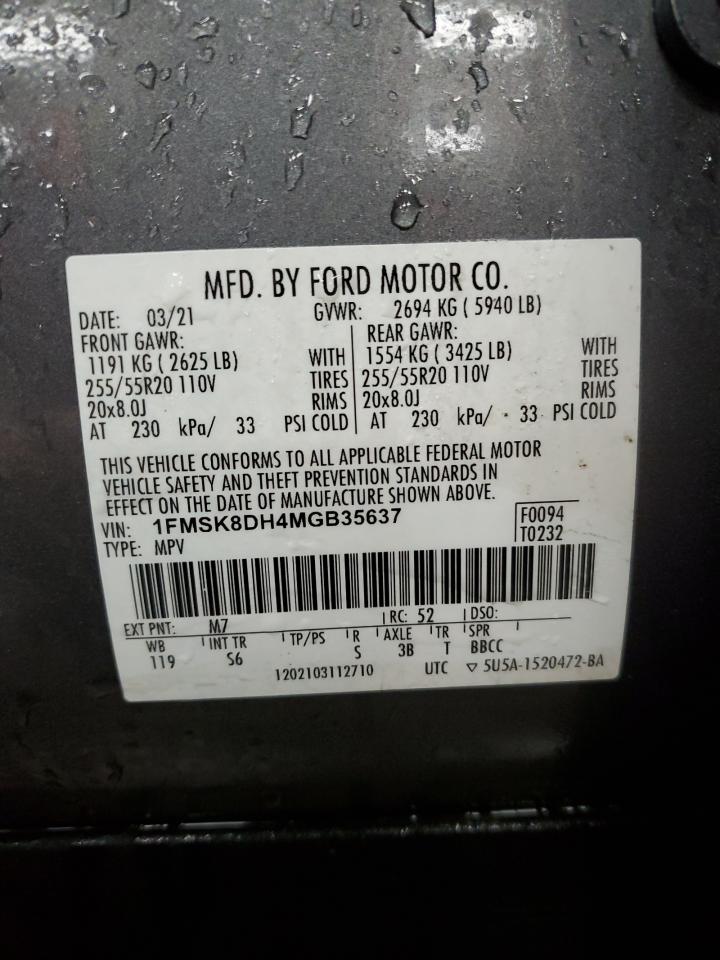 MFD. BY FORD MOTOR CO.
DATE: 03/21 GVWR: 2694 KG ( 5940 LB)
FRONT GAWR: REAR GAWR:
1191 KG ( 2625 LB) WITH 1554 KG ( 3425 LB) WITH
255/55R20 110V TIRES 255/55R20 110V TIRES
20x8.0J RIMS 20x8.0J RIMS
AT 230 kPa/ 33 PSI COLD AT 230 kPa/ 33 PSI COLD
THIS VEHICLE CONFORMS TO ALL APPLICABLE FEDERAL MOTOR
VEHICLE SAFETY AND THEFT PREVENTION STANDARDS IN
EFFECT ON THE DATE OF MANUFACTURE SHOWN ABOVE.
VIN: 1FMSK8DH4MGB35637 F0094
TYPE: MPV T0232
EXT PNT: M7 RC: 52 DSO:
WB INT TR TP/PS R AXLE TR SPR
119 S6 S 3B T BBCC
1202103112710 UTC ▽ 5U5A-1520472-BA